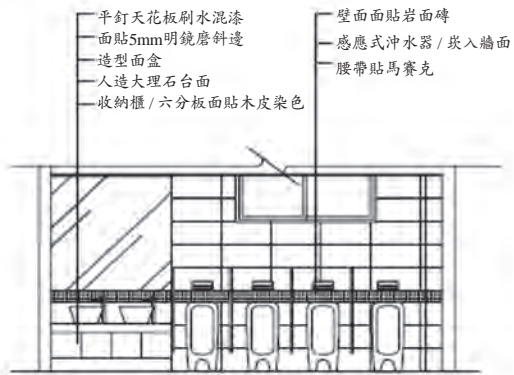 平釘天花板刷水混漆
面貼5mm明鏡磨斜邊
造型面盒
人造大理石台面
收納櫃 / 六分板面貼木皮染色
壁面面貼岩面磚
感應式沖水器 / 崁入牆面
腰帶貼馬賽克